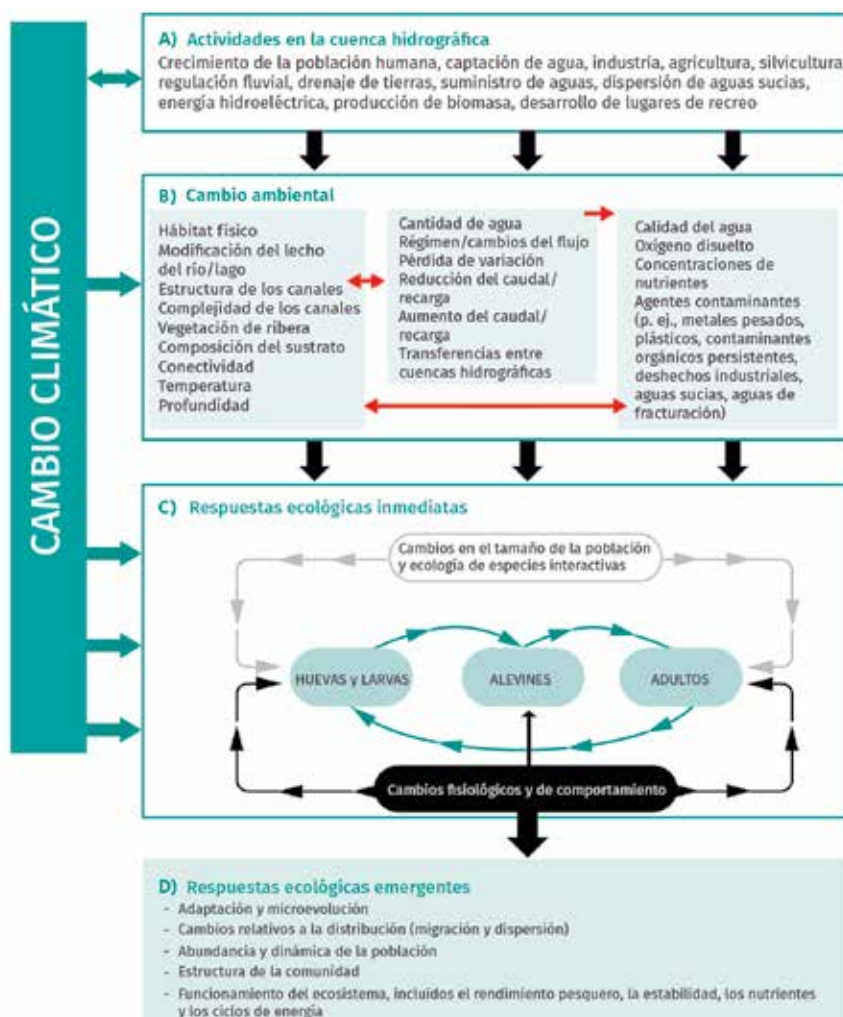 CAMBIO CLIMÁTICO
A) Actividades en la cuenca hidrográfica
Crecimiento de la población humana, captación de agua, industria, agricultura, silvicultura,
regulación fluvial, drenaje de tierras, suministro de aguas, dispersión de aguas sucias,
energía hidroeléctrica, producción de biomasa, desarrollo de lugares de recreo
B) Cambio ambiental
Hábitat físico
Modificación del lecho
del río/lago
Estructura de los canales
Complejidad de los canales
Vegetación de ribera
Composición del sustrato
Conectividad
Temperatura
Profundidad
Cantidad de agua
Régimen/cambios del flujo
Pérdida de variación
Reducción del caudal/
recarga
Aumento del caudal/
recarga
Transferencias entre
cuencas hidrográficas
Calidad del agua
Oxígeno disuelto
Concentraciones de
nutrientes
Agentes contaminantes
(p. ej., metales pesados,
plásticos, contaminantes
orgánicos persistentes,
deshechos industriales,
aguas sucias, aguas de
fracturación)
C) Respuestas ecológicas inmediatas
Cambios en el tamaño de la población
y ecología de especies interactivas
HUEVAS y LARVAS
ALEVINES
ADULTOS
Cambios fisiológicos y de comportamiento
D) Respuestas ecológicas emergentes
- Adaptación y microevolución
- Cambios relativos a la distribución (migración y dispersión)
- Abundancia y dinámica de la población
- Estructura de la comunidad
- Funcionamiento del ecosistema, incluidos el rendimiento pesquero, la estabilidad, los nutrientes
y los ciclos de energía